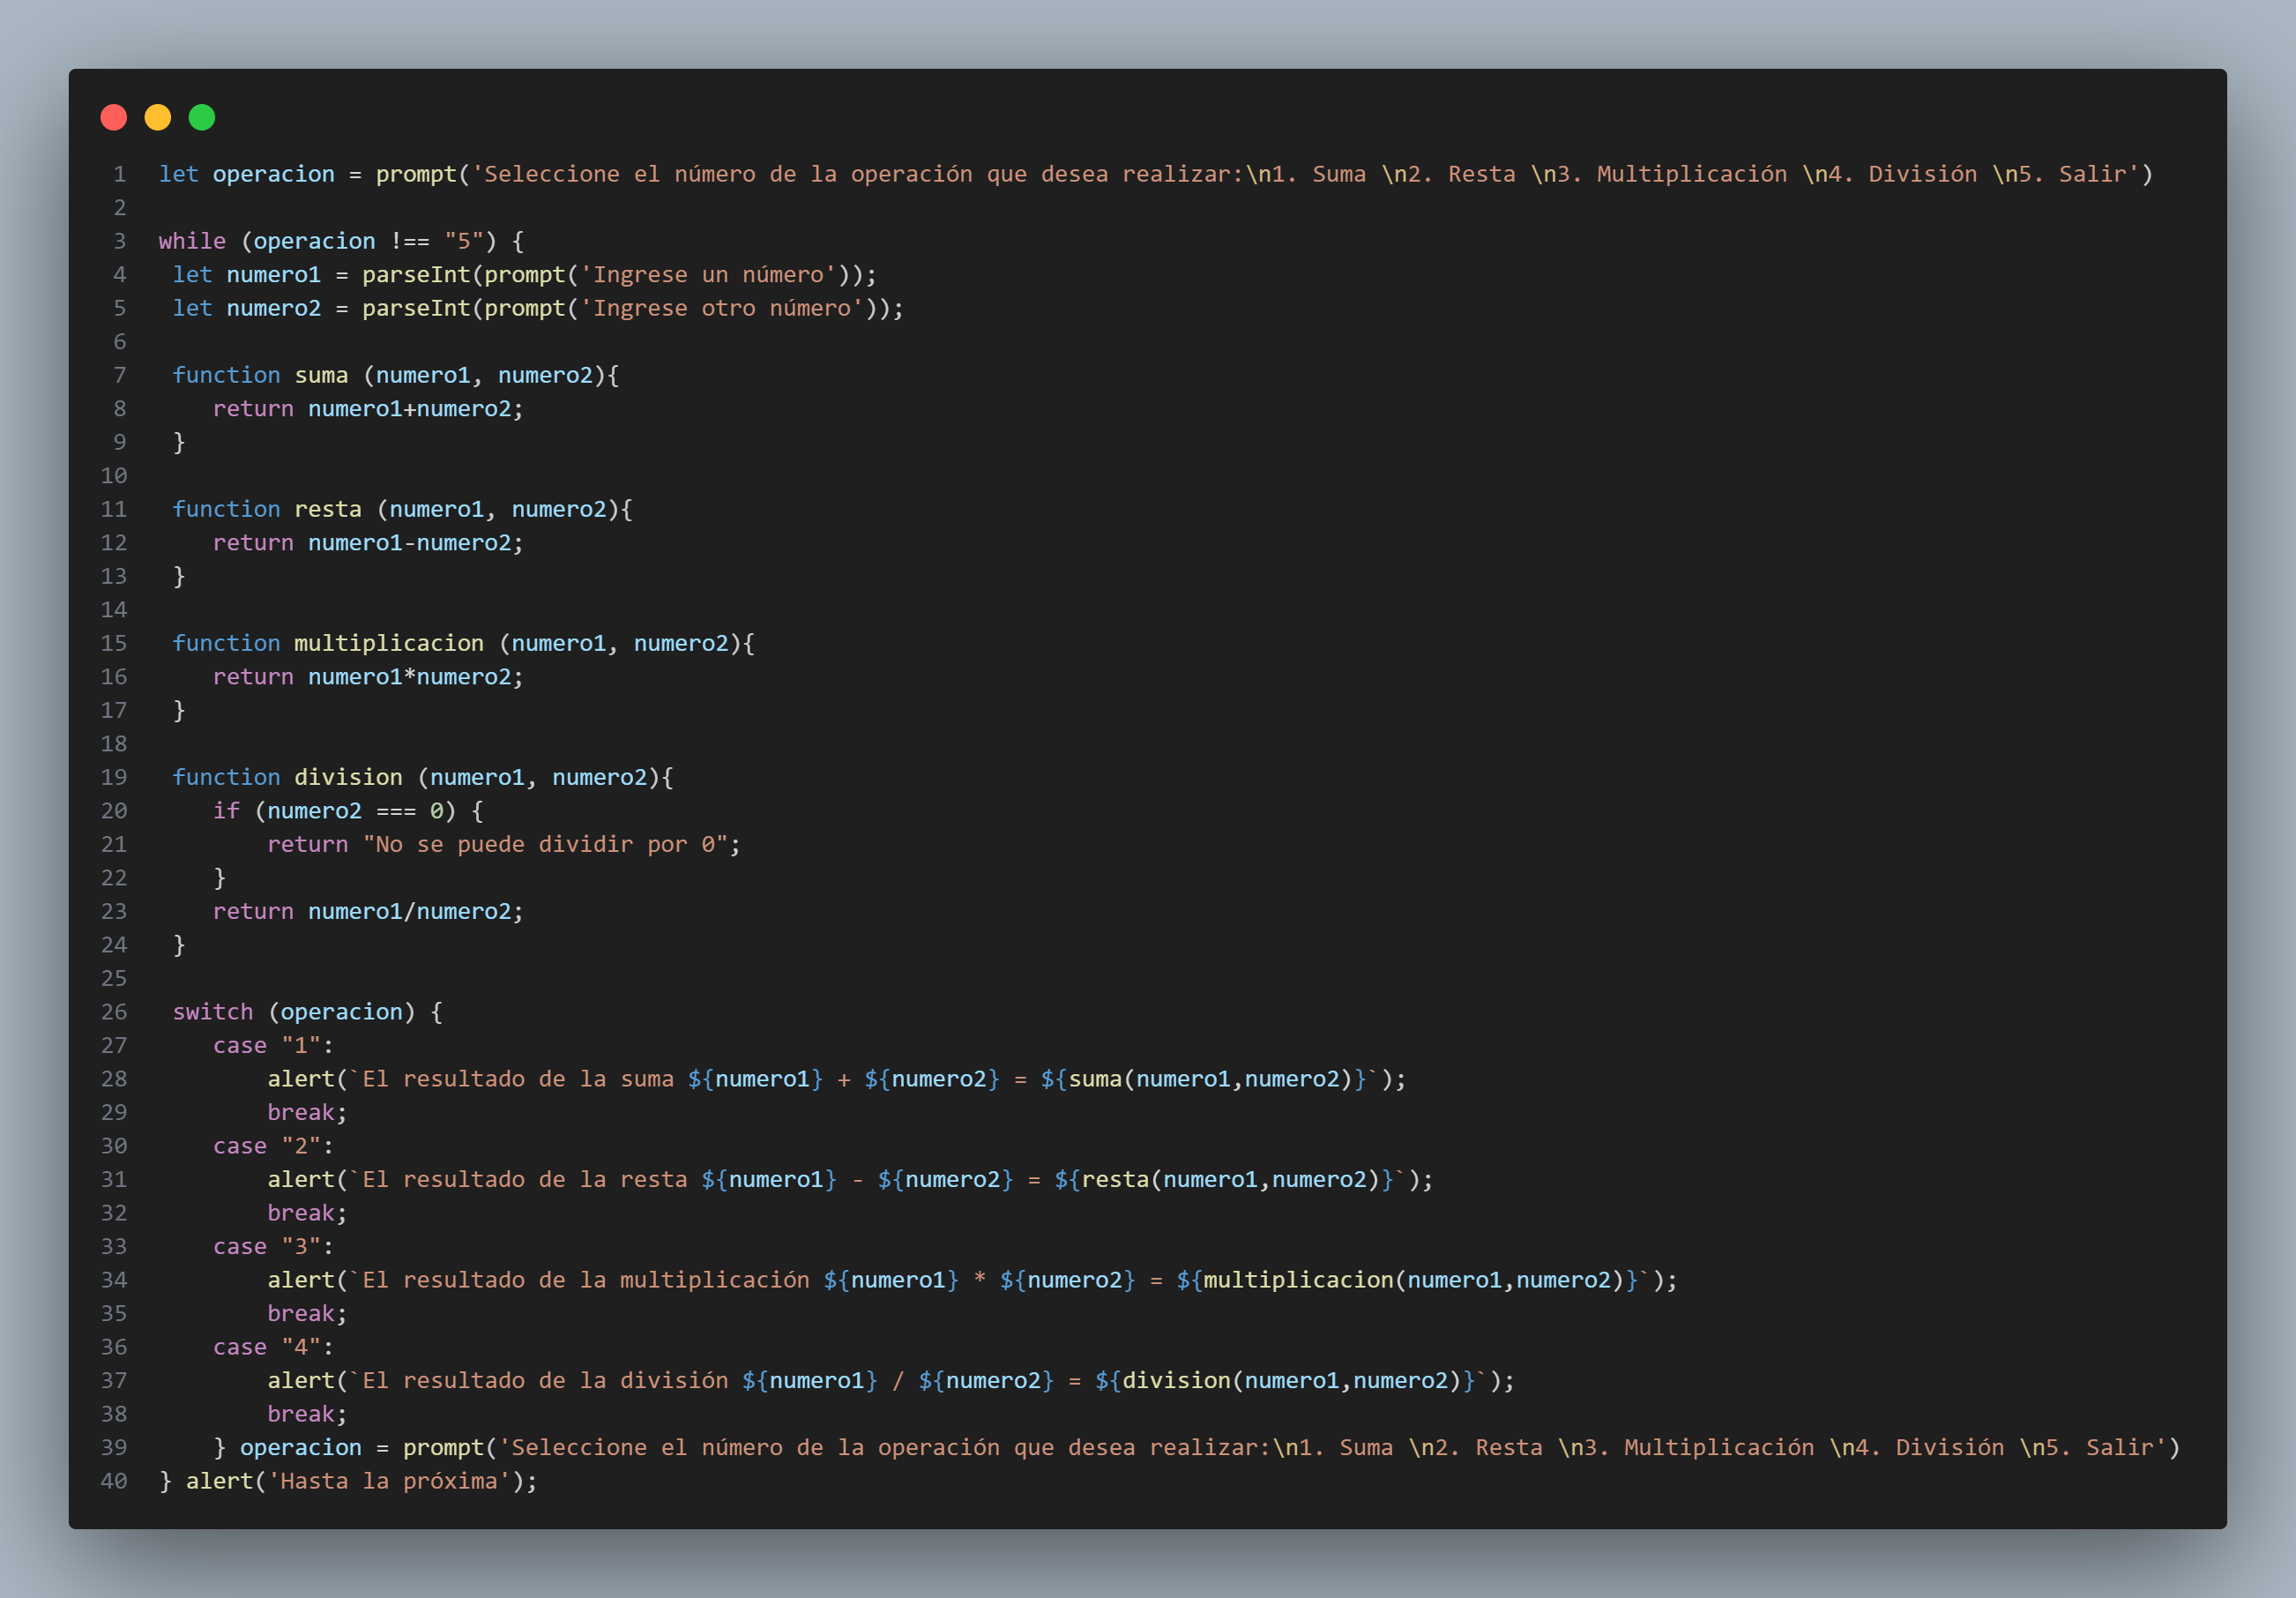 1 let operacion = prompt('Seleccione el número de la operación que desea realizar:\n1. Suma \n2. Resta \n3. Multiplicación \n4. División \n5. Salir')
2
3 while (operacion !== "5") {
4  let numero1 = parseInt(prompt('Ingrese un número'));
5  let numero2 = parseInt(prompt('Ingrese otro número'));
6
7  function suma (numero1, numero2){
8     return numero1+numero2;
9  }
10
11  function resta (numero1, numero2){
12     return numero1-numero2;
13  }
14
15  function multiplicacion (numero1, numero2){
16     return numero1*numero2;
17  }
18
19  function division (numero1, numero2){
20     if (numero2 === 0) {
21         return "No se puede dividir por 0";
22     }
23     return numero1/numero2;
24  }
25
26  switch (operacion) {
27     case "1":
28         alert(`El resultado de la suma ${numero1} + ${numero2} = ${suma(numero1,numero2)}`);
29         break;
30     case "2":
31         alert(`El resultado de la resta ${numero1} - ${numero2} = ${resta(numero1,numero2)}`);
32         break;
33     case "3":
34         alert(`El resultado de la multiplicación ${numero1} * ${numero2} = ${multiplicacion(numero1,numero2)}`);
35         break;
36     case "4":
37         alert(`El resultado de la división ${numero1} / ${numero2} = ${division(numero1,numero2)}`);
38         break;
39     } operacion = prompt('Seleccione el número de la operación que desea realizar:\n1. Suma \n2. Resta \n3. Multiplicación \n4. División \n5. Salir')
40 } alert('Hasta la próxima');